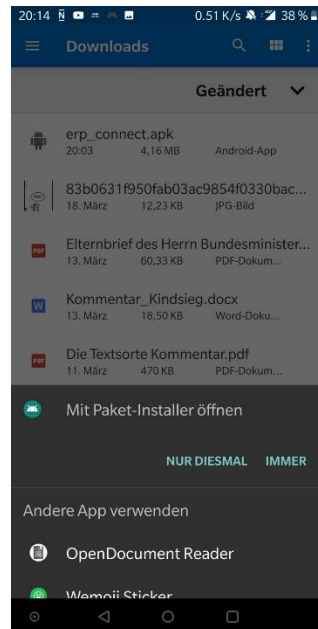 20:14 0.51 K/s 38 %
Downloads
Geändert
erp_connect.apk
20:03 4,16 MB Android-App
83b0631f950fab03ac9854f0330bac...
18. März 12,23 KB JPG-Bild
Elternbrief des Herrn Bundesminister...
13. März 60,33 KB PDF-Dokum...
Kommentar_Kindsieg.docx
13. März 18,50 KB Word-Doku...
Die Textsorte Kommentar.pdf
11. März 470 KB PDF-Dokum...
Mit Paket-Installer öffnen
NUR DIESMAL IMMER
Andere App verwenden
OpenDocument Reader
Wemoji Sticker